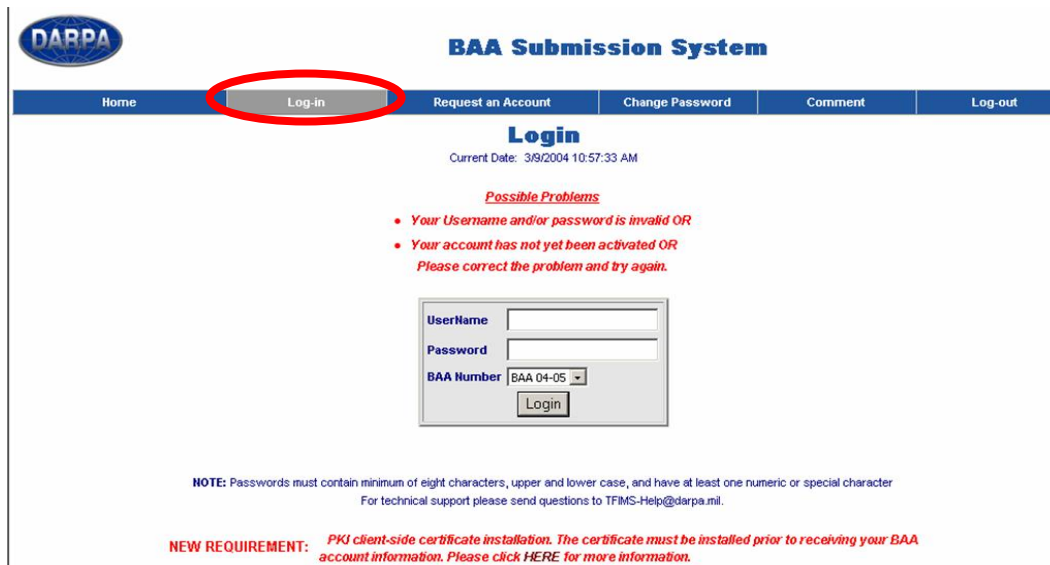 DARPA
BAA Submission System
Home Log-in Request an Account Change Password Comment Log-out
Login
Current Date: 3/9/2004 10:57:33 AM
Possible Problems
• Your Username and/or password is invalid OR
• Your account has not yet been activated OR
Please correct the problem and try again.
UserName
Password
BAA Number BAA 04-05
Login
NOTE: Passwords must contain minimum of eight characters, upper and lower case, and have at least one numeric or special character
For technical support please send questions to TFIMS-Help@darpa.mil.
NEW REQUIREMENT: PKI client-side certificate installation. The certificate must be installed prior to receiving your BAA
account information. Please click HERE for more information.